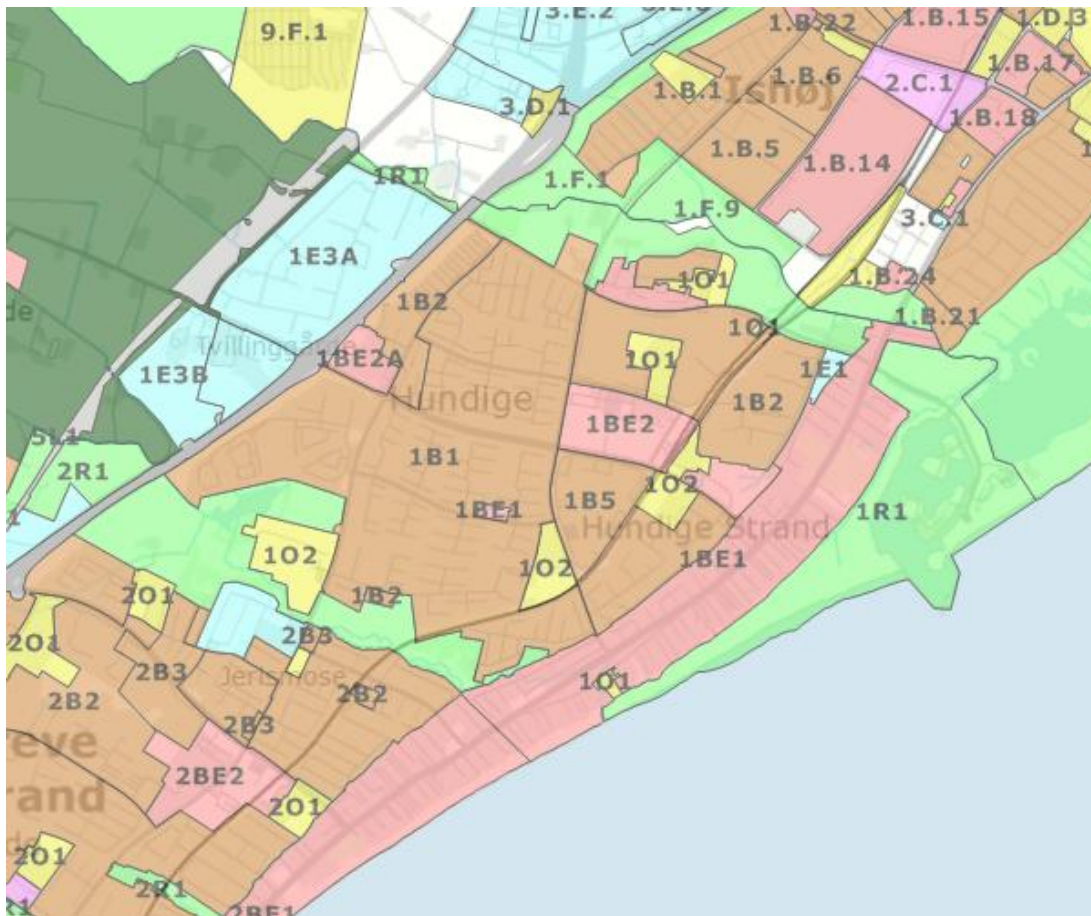 3.E.2
1.B.22
1.B.15
1.D.3
9.F.1
1.B.17
1.B.6
2.C.1
1.B.1
Ishøj
3.D.1
1.B.18
1.B.5
1.B.14
1R1
1.F.1
1.F.9
3.C.1
1E3A
1O1
1.B.24
1B2
1.B.21
1O1
Tvillinggårde
1BE2A
1O1
1E1
1E3B
Hundige
1B2
1BE2
5L1
2R1
1B1
1O2
1BE1
1B5
Hundige Strand
1R1
1O2
1O2
1BE1
2O1
1B2
2B3
2O1
2B3
Jerismose
1O1
2B2
2B2
2B3
eve
2BE2
rand
2O1
2O1
2R1
2BE1